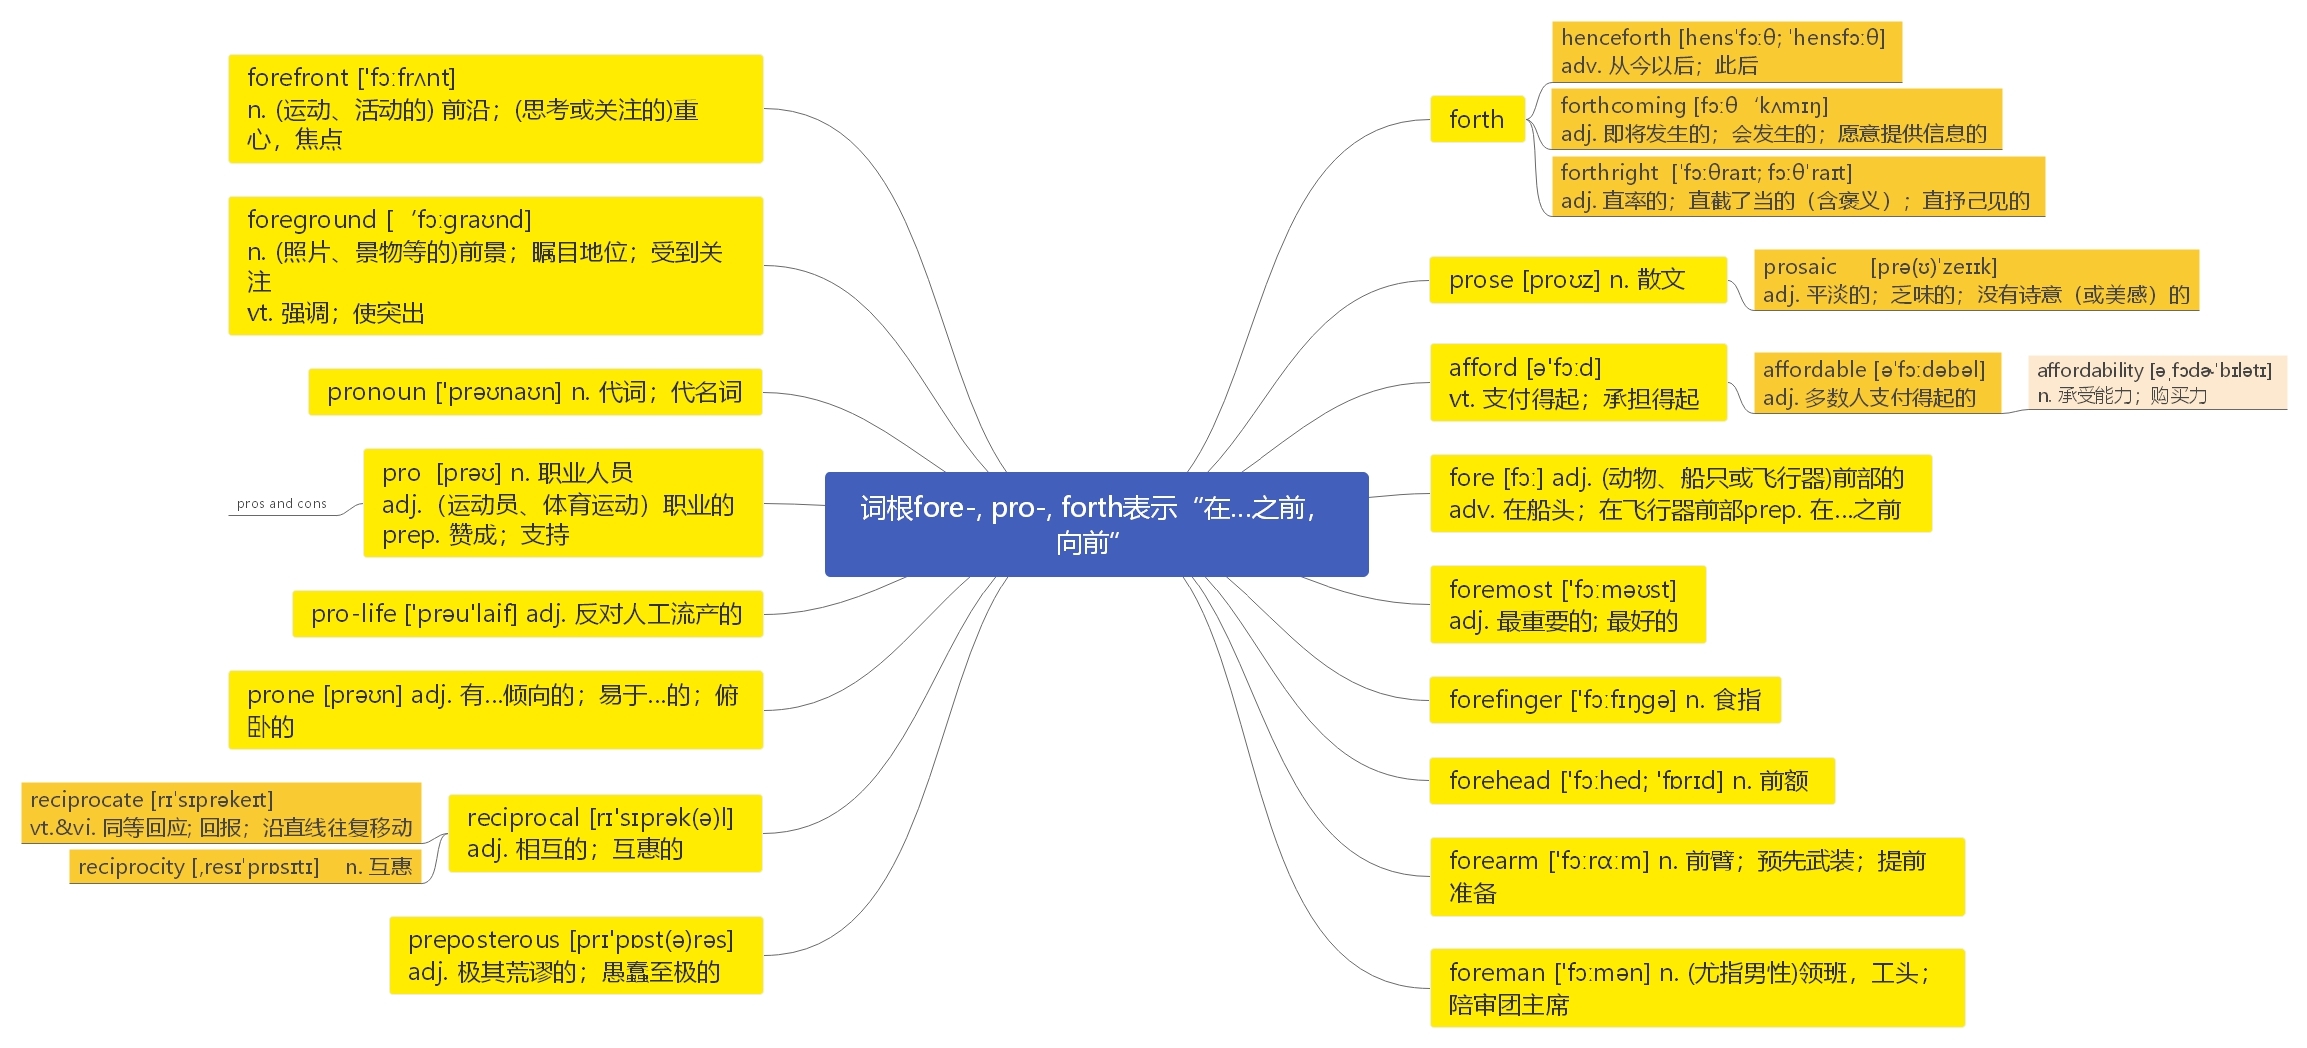 词根fore-, pro-, forth表示“在...之前，
向前”
forth
henceforth [hensˈfɔːθ; ˈhensfɔːθ]
adv. 从今以后；此后
forthcoming [fɔːθ‘kʌmɪŋ]
adj. 即将发生的；会发生的；愿意提供信息的
forthright [ˈfɔːθraɪt; fɔːθˈraɪt]
adj. 直率的；直截了当的（含褒义）；直抒己见的
prose [proʊz] n. 散文
prosaic [prə(ʊ)ˈzeɪɪk]
adj. 平淡的；乏味的；没有诗意（或美感）的
afford [ə'fɔːd]
vt. 支付得起；承担得起
affordable [əˈfɔːdəbəl]
adj. 多数人支付得起的
affordability [əˌfɔdɚˈbɪlətɪ]
n. 承受能力；购买力
fore [fɔː] adj. (动物、船只或飞行器)前部的
adv. 在船头；在飞行器前部prep. 在...之前
foremost ['fɔːməʊst]
adj. 最重要的; 最好的
forefinger ['fɔːfɪŋgə] n. 食指
forehead ['fɔːhed; 'fɒrɪd] n. 前额
forearm ['fɔːrɑːm] n. 前臂；预先武装；提前
准备
foreman ['fɔːmən] n. (尤指男性)领班，工头；
陪审团主席
forefront ['fɔːfrʌnt]
n. (运动、活动的) 前沿；(思考或关注的)重
心，焦点
foreground [‘fɔːgraʊnd]
n. (照片、景物等的)前景；瞩目地位；受到关
注
vt. 强调；使突出
pronoun ['prəʊnaʊn] n. 代词；代名词
pro [prəʊ] n. 职业人员
adj.（运动员、体育运动）职业的
prep. 赞成；支持
pros and cons
pro-life ['prəu'laif] adj. 反对人工流产的
prone [prəʊn] adj. 有...倾向的；易于...的；俯
卧的
reciprocal [rɪ'sɪprək(ə)l]
adj. 相互的；互惠的
reciprocate [rɪˈsɪprəkeɪt]
vt.&vi. 同等回应; 回报；沿直线往复移动
reciprocity [ˌresɪˈprɒsɪtɪ] n. 互惠
preposterous [prɪ'pɒst(ə)rəs]
adj. 极其荒谬的；愚蠢至极的